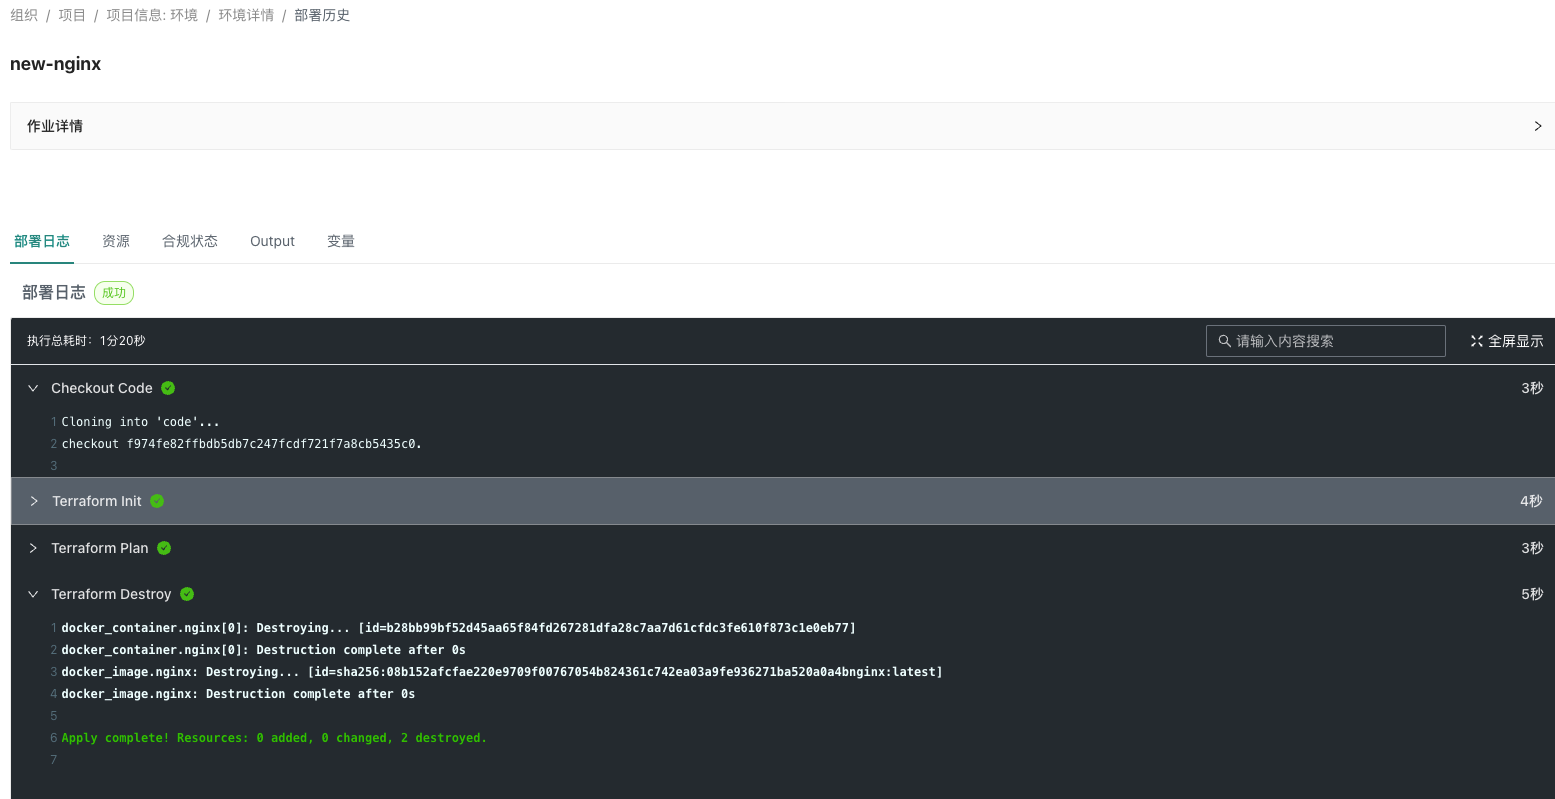 组织 / 项目 / 项目信息: 环境 / 环境详情 / 部署历史
new-nginx
作业详情
部署日志 资源 合规状态 Output 变量
部署日志 成功
执行总耗时：1分20秒 请输入内容搜索 全屏显示
Checkout Code 3秒
1 Cloning into 'code'...
2 checkout f974fe82ffbdb5db7c247fcdf721f7a8cb5435c0.
3
Terraform Init 4秒
Terraform Plan 3秒
Terraform Destroy 5秒
1 docker_container.nginx[0]: Destroying... [id=b28bb99bf52d45aa65f84fd267281dfa28c7aa7d61cfdc3fe610f873c1e0eb77]
2 docker_container.nginx[0]: Destruction complete after 0s
3 docker_image.nginx: Destroying... [id=sha256:08b152afcfae220e9709f00767054b824361c742ea03a9fe936271ba520a0a4bnginx:latest]
4 docker_image.nginx: Destruction complete after 0s
5
6 Apply complete! Resources: 0 added, 0 changed, 2 destroyed.
7